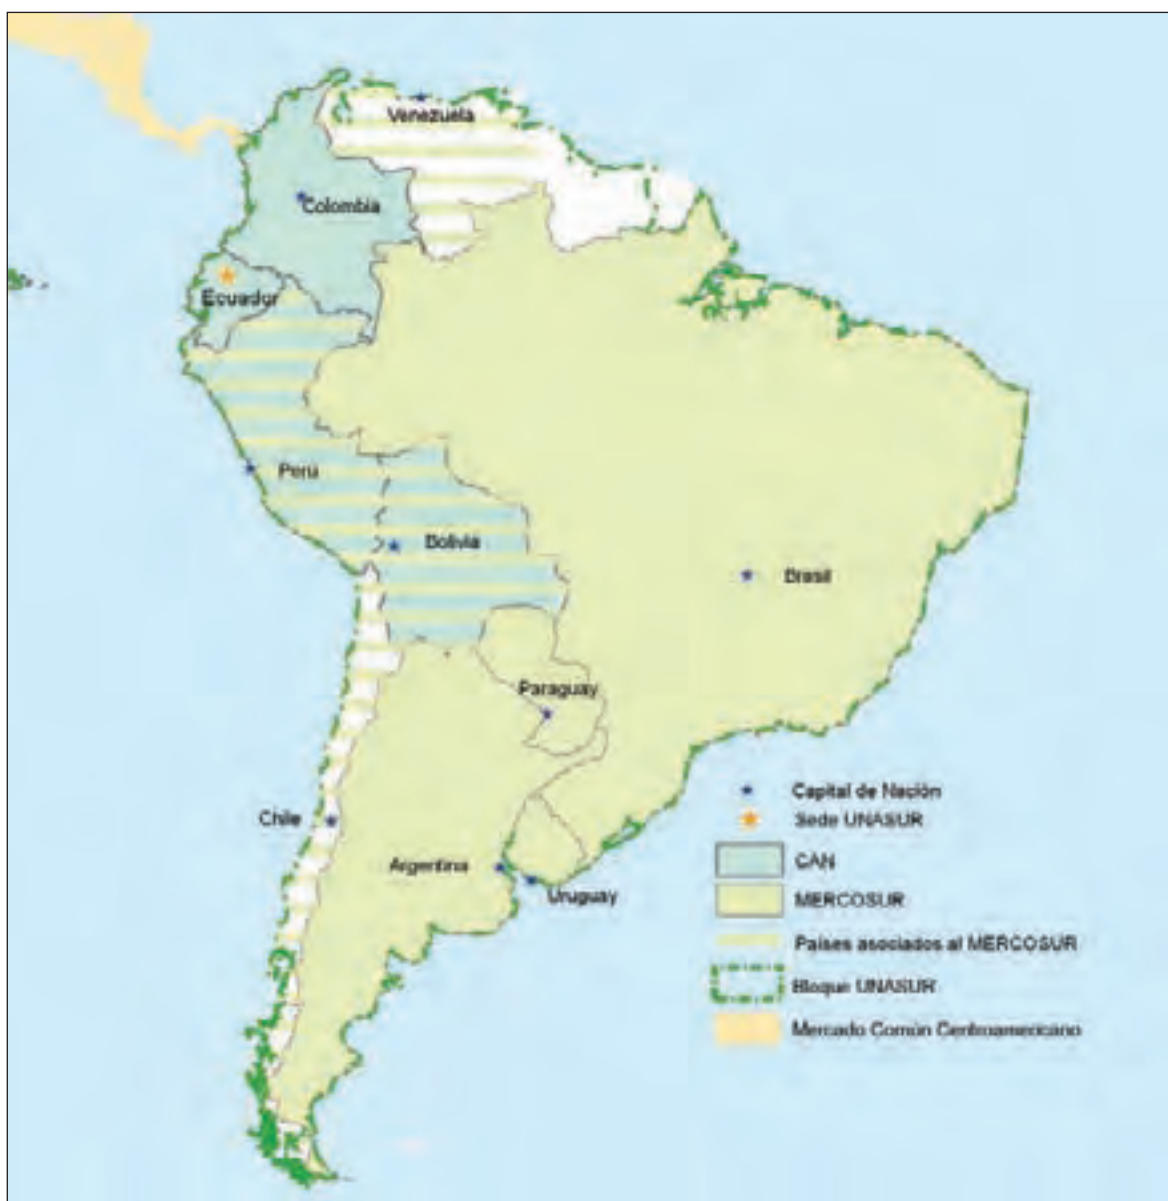 Venezuela
Colombia
Ecuador
Perú
Bolivia
Brasil
Paraguay
Chile
Argentina
Uruguay
Capital de Nación
Sede UNASUR
CAN
MERCOSUR
Países asociados al MERCOSUR
Bloque UNASUR
Mercado Común Centroamericano